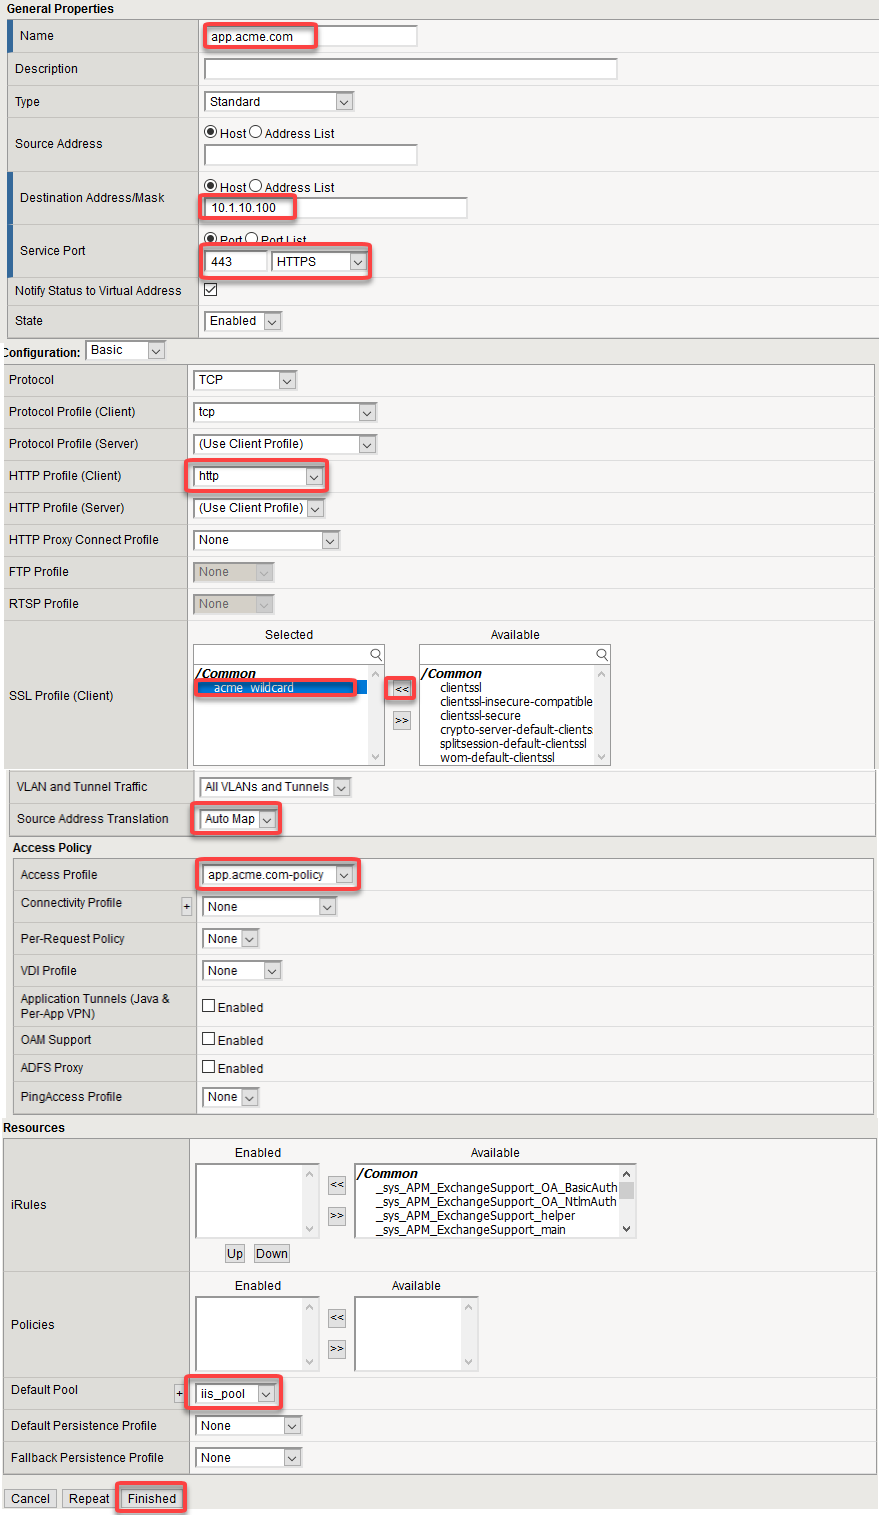 General Properties
Name app.acme.com
Description
Type Standard
Source Address Host Address List
Destination Address/Mask Host Address List
10.1.10.100
Service Port Port Port List
443 HTTPS
Notify Status to Virtual Address
State Enabled
Configuration: Basic
Protocol TCP
Protocol Profile (Client) tcp
Protocol Profile (Server) (Use Client Profile)
HTTP Profile (Client) http
HTTP Profile (Server) (Use Client Profile)
HTTP Proxy Connect Profile None
FTP Profile None
RTSP Profile None
SSL Profile (Client)
Selected Available
/Common /Common
acme_wildcard << clientssl
clientssl-insecure-compatible
>> clientssl-secure
crypto-server-default-clients
splitsession-default-clientssl
wom-default-clientssl
VLAN and Tunnel Traffic All VLANs and Tunnels
Source Address Translation Auto Map
Access Policy
Access Profile app.acme.com-policy
Connectivity Profile + None
Per-Request Policy None
VDI Profile None
Application Tunnels (Java & Enabled
Per-App VPN)
OAM Support Enabled
ADFS Proxy Enabled
PingAccess Profile None
Resources
iRules
Enabled Available
/Common
<< _sys_APM_ExchangeSupport_OA_BasicAuth
_sys_APM_ExchangeSupport_OA_NtlmAuth
>> _sys_APM_ExchangeSupport_helper
_sys_APM_ExchangeSupport_main
Up Down
Policies
Enabled Available
<<
>>
Default Pool + iis_pool
Default Persistence Profile None
Fallback Persistence Profile None
Cancel Repeat Finished